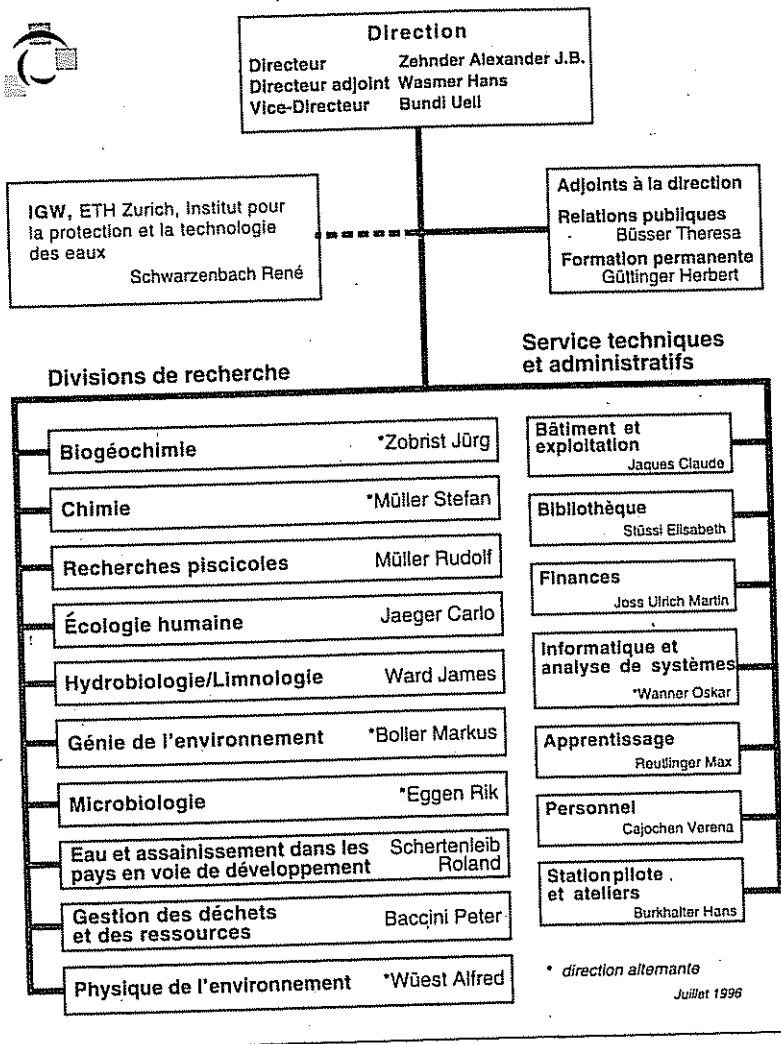 Direction
Directeur Zehnder Alexander J.B.
Directeur adjoint Wasmer Hans
Vice-Directeur Bundi Ueli
IGW, ETH Zurich, Institut pour
la protection et la technologie
des eaux
Schwarzenbach René
Adjoints à la direction
Relations publiques
Büsser Theresa
Formation permanente
Güttinger Herbert
Divisions de recherche
Service techniques
et administratifs
Biogéochimie *Zobrist Jürg
Chimie *Müller Stefan
Recherches piscicoles Müller Rudolf
Écologie humaine Jaeger Carlo
Hydrobiologie/Limnologie Ward James
Génie de l'environnement *Boller Markus
Microbiologie *Eggen Rik
Eau et assainissement dans les Schertenleib
pays en voie de développement Roland
Gestion des déchets
et des ressources Baccini Peter
Physique de l'environnement *Wüest Alfred
Bâtiment et
exploitation
Jaques Claude
Bibliothèque
Stüssi Elisabeth
Finances
Joss Ulrich Martin
Informatique et
analyse de systèmes
*Wanner Oskar
Apprentissage
Reutlinger Max
Personnel
Cajochen Verena
Station pilote
et ateliers
Burkhalter Hans
* direction alternante
Juillet 1996